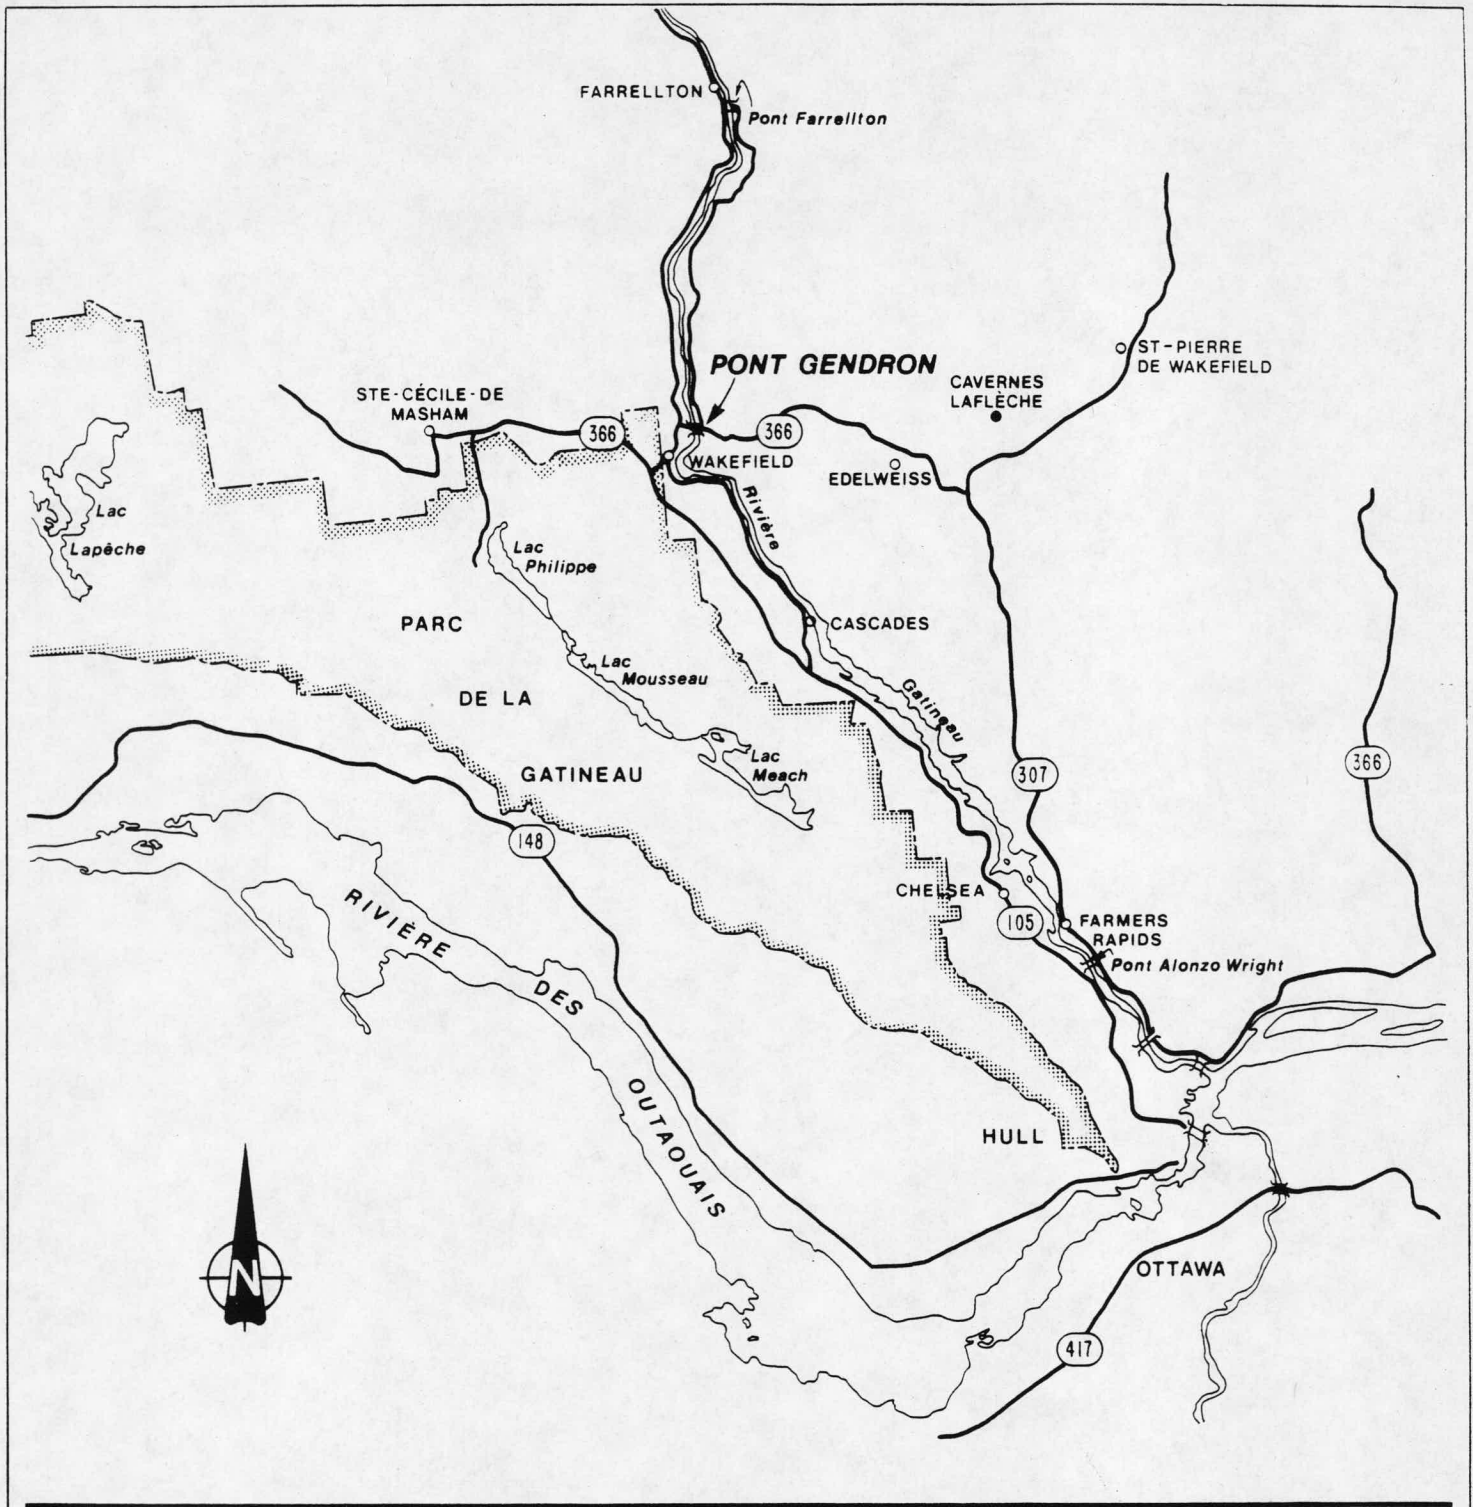 FARRELLTON
Pont Farrellton
PONT GENDRON
ST-PIERRE
DE WAKEFIELD
CAVERNES
LAFLÈCHE
STE-CÉCILE-DE
MASHAM
366
366
WAKEFIELD
EDELWEISS
Rivière
Lac
Lapêche
Lac
Philippe
PARC
CASCADES
Lac
Mousseau
DE LA
Gatineau
GATINEAU
Lac
Meach
307
366
148
CHELSEA
105
FARMERS
RAPIDS
Pont Alonzo Wright
RIVIÈRE
DES
OUTAOUAIS
HULL
N
OTTAWA
417